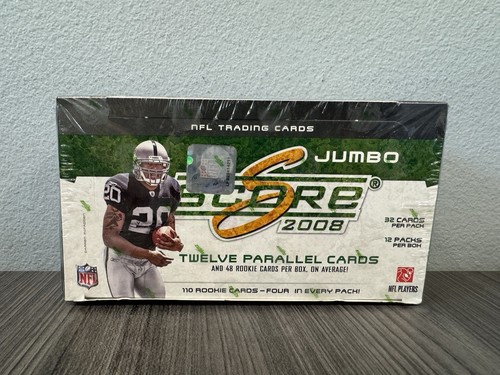 NFL TRADING CARDS
JUMBO
SCORE®
2008
32 CARDS
PER PACK
12 PACKS
PER BOX
TWELVE PARALLEL CARDS
AND 48 ROOKIE CARDS PER BOX, ON AVERAGE!
110 ROOKIE CARDS - FOUR IN EVERY PACK!
20
20
NFL
NFL PLAYERS